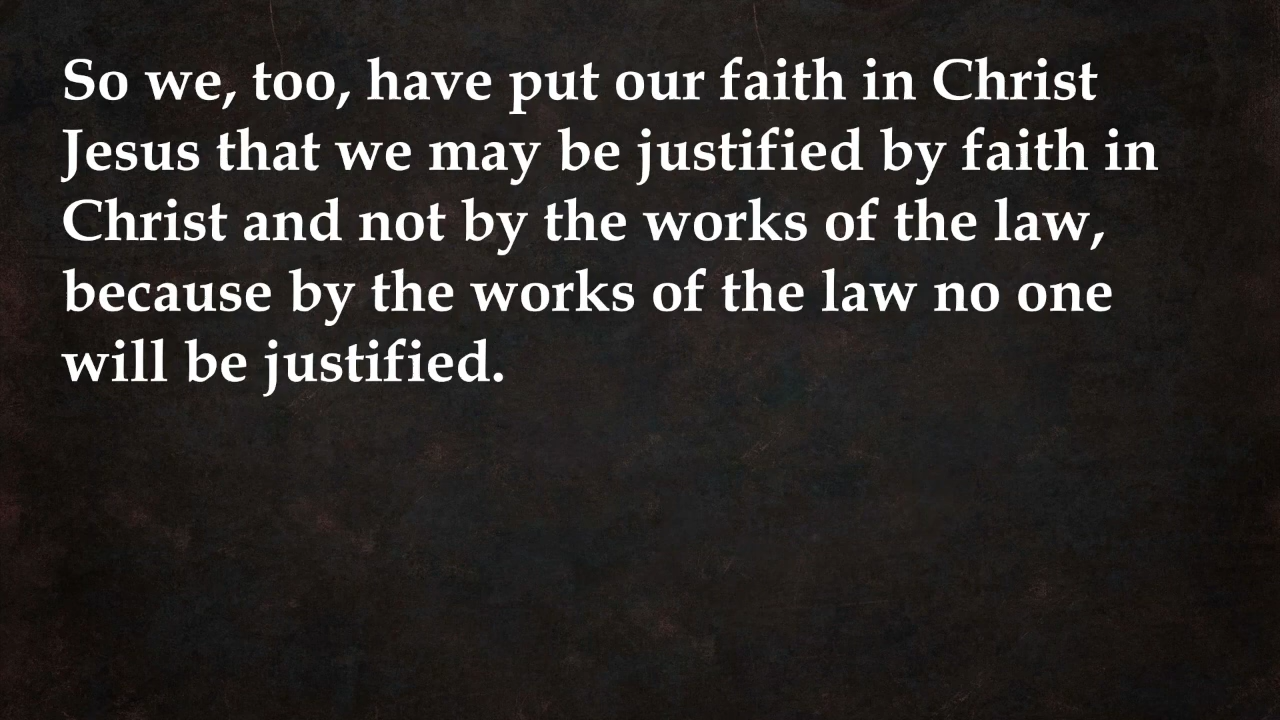 So we, too, have put our faith in Christ
Jesus that we may be justified by faith in
Christ and not by the works of the law,
because by the works of the law no one
will be justified.